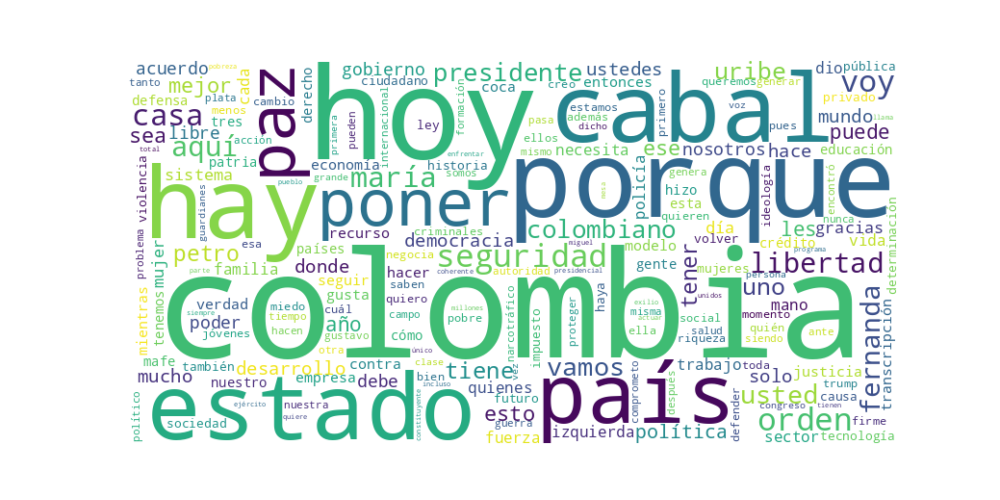 acuerdo
gobierno
presidente
ustedes
uribe
dio
pública
tanto
plata
cada
paz
hoy
ciudadano
coca
creo
entonces
cabal
queremos
generar
voy
mejor
defensa
menos
cambio
derecho
casa
tres
sea
libre
aquí
acción
patria
primera
pueden
ley
internacional
formación
estamos
además
dicho
primero
voz
privado
mundo
pues
puede
llama
pobreza
total
violencia
problema
guardianes
hay
sistema
economía
historia
enfrentar
somos
grande
pueblo
maría
poner
pasa
ellos
mismo
necesita
ese
nosotros
hace
educación
porque
policía
hizo
genera
esta
quieren
ideología
encontró
nunca
mesa
recurso
criminales
democracia
colombiano
les
gracias
día
vida
determinación
mujer
petro
esa
países
negocia
seguridad
miguel
modelo
volver
crédito
programa
parte
familia
donde
hacer
saben
coherente
autoridad
presidencial
gente
tener
mujeres
persona
libertad
mientras
tenemos
siempre
verdad
miedo
seguir
gusta
cuál
quiero
colombia
millones
exilio
actuar
haya
misma
unidos
uno
momento
mano
poder
tiempo
jóvenes
hacen
año
gustavo
campo
cómo
pobre
narcotráfico
impuesto
proteger
ella
social
salud
riqueza
quién
siendo
ante
fernanda
transcripción
mafe
también
desarrollo
otra
contra
único
clase
tiene
vez
vamos
trabajo
toda
solo
justicia
mucho
nuestro
empresa
debe
bien
incluso
quienes
futuro
país
comprometo
después
usted
trump
causa
político
sociedad
estado
ejército
nuestra
quiere
constituyente
esto
guerra
fuerza
izquierda
política
defender
congreso
tienen
orden
firme
sector
tecnología